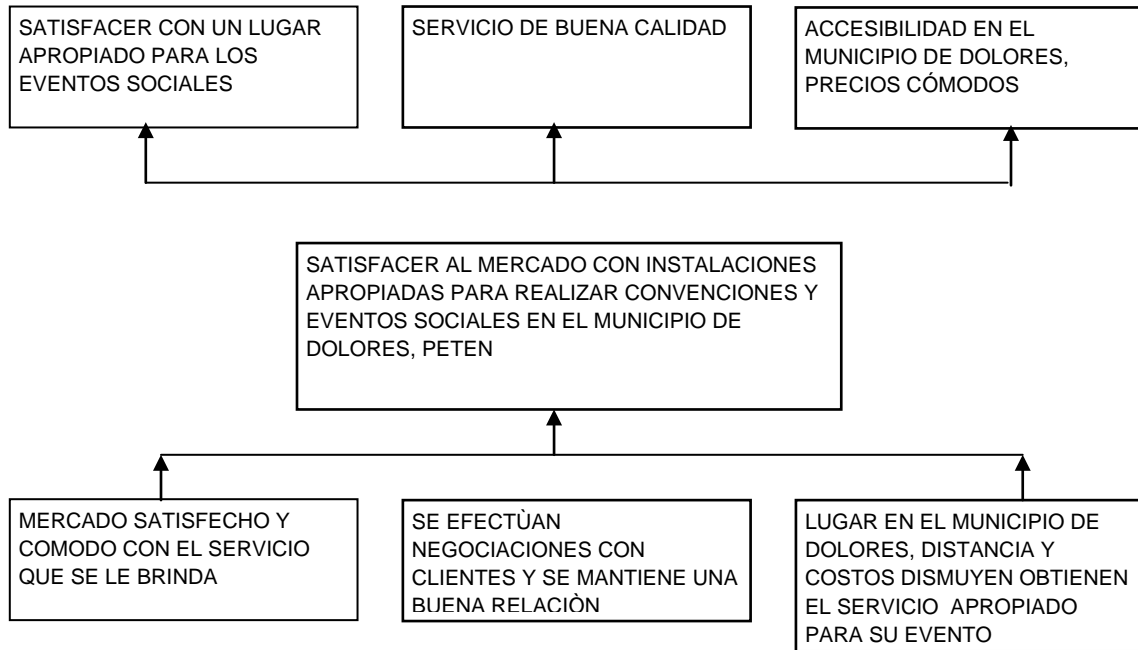 SATISFACER CON UN LUGAR
APROPIADO PARA LOS
EVENTOS SOCIALES
SERVICIO DE BUENA CALIDAD
ACCESIBILIDAD EN EL
MUNICIPIO DE DOLORES,
PRECIOS CÓMODOS
SATISFACER AL MERCADO CON INSTALACIONES
APROPIADAS PARA REALIZAR CONVENCIONES Y
EVENTOS SOCIALES EN EL MUNICIPIO DE
DOLORES, PETEN
MERCADO SATISFECHO Y
COMODO CON EL SERVICIO
QUE SE LE BRINDA
SE EFECTÙAN
NEGOCIACIONES CON
CLIENTES Y SE MANTIENE UNA
BUENA RELACIÒN
LUGAR EN EL MUNICIPIO DE
DOLORES, DISTANCIA Y
COSTOS DISMUYEN OBTIENEN
EL SERVICIO APROPIADO
PARA SU EVENTO